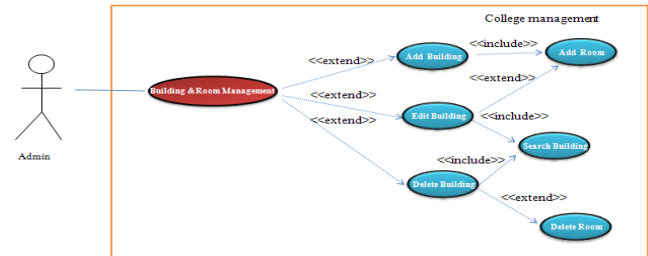 College management
<<extend>>
Add Building
<<include>>
Add Room
<<extend>>
Building & Room Management
<<extend>>
Edit Building
<<include>>
<<extend>>
Search Building
Admin
<<include>>
Delete Building
<<extend>>
Delete Room